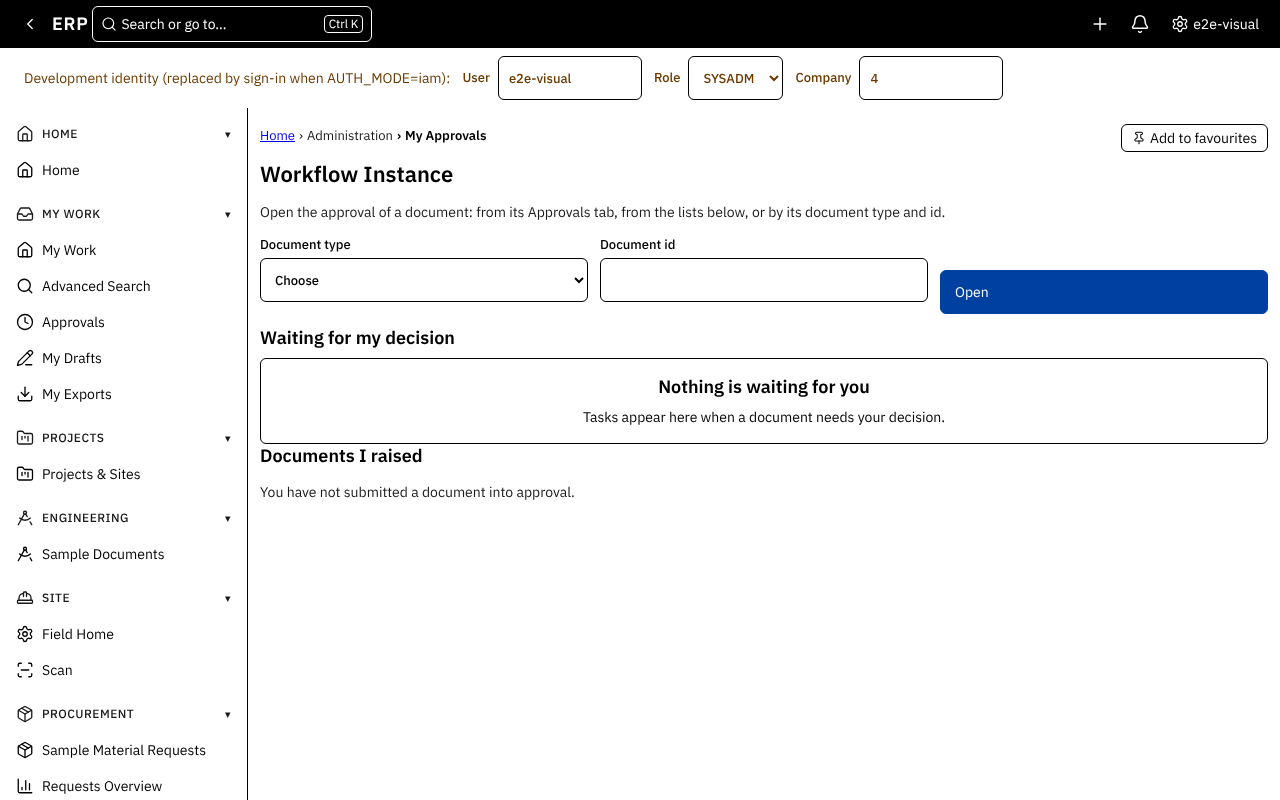 ERP
Search or go to...
Ctrl K
e2e-visual
Development identity (replaced by sign-in when AUTH_MODE=iam):
User
e2e-visual
Role
SYSADM
Company
4
HOME
Home
MY WORK
My Work
Advanced Search
Approvals
My Drafts
My Exports
PROJECTS
Projects & Sites
ENGINEERING
Sample Documents
SITE
Field Home
Scan
PROCUREMENT
Sample Material Requests
Requests Overview
Home › Administration › My Approvals
Add to favourites
Workflow Instance
Open the approval of a document: from its Approvals tab, from the lists below, or by its document type and id.
Document type
Choose
Document id
Open
Waiting for my decision
Nothing is waiting for you
Tasks appear here when a document needs your decision.
Documents I raised
You have not submitted a document into approval.